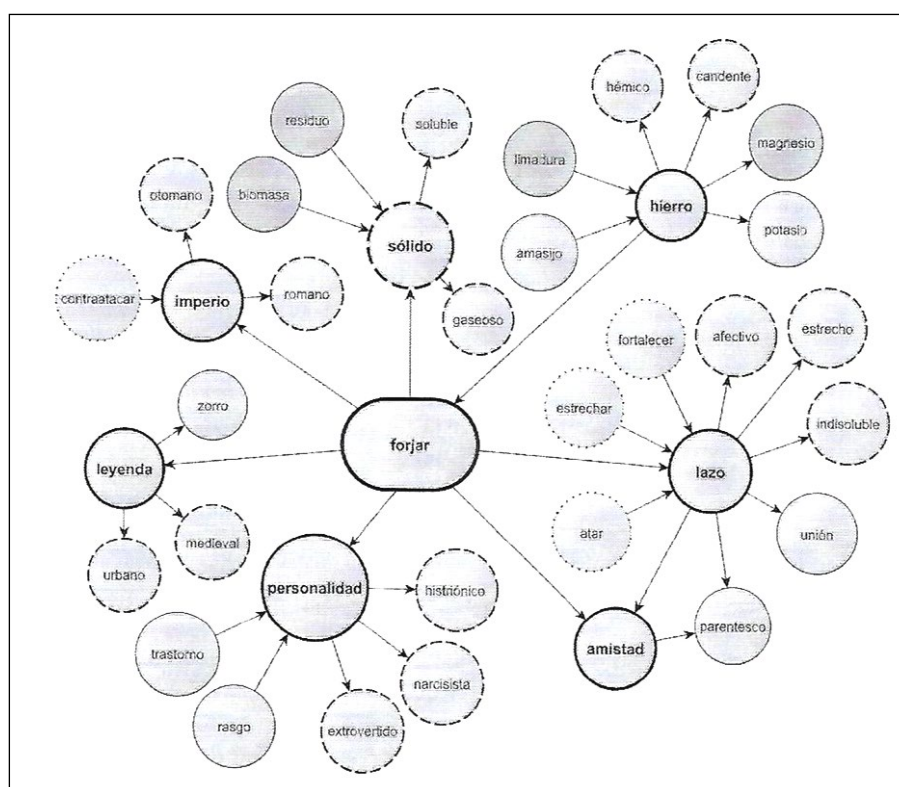 hémico
candente
residuo
soluble
limadura
magnesio
biomasa
otomano
hierro
sólido
amasijo
potasio
contraatacar
imperio
romano
gaseoso
fortalecer
afectivo
estrecho
zorro
estrechar
indisoluble
forjar
leyenda
lazo
atar
unión
medieval
urbano
personalidad
histriónico
parentesco
amistad
trastorno
narcisista
rasgo
extrovertido